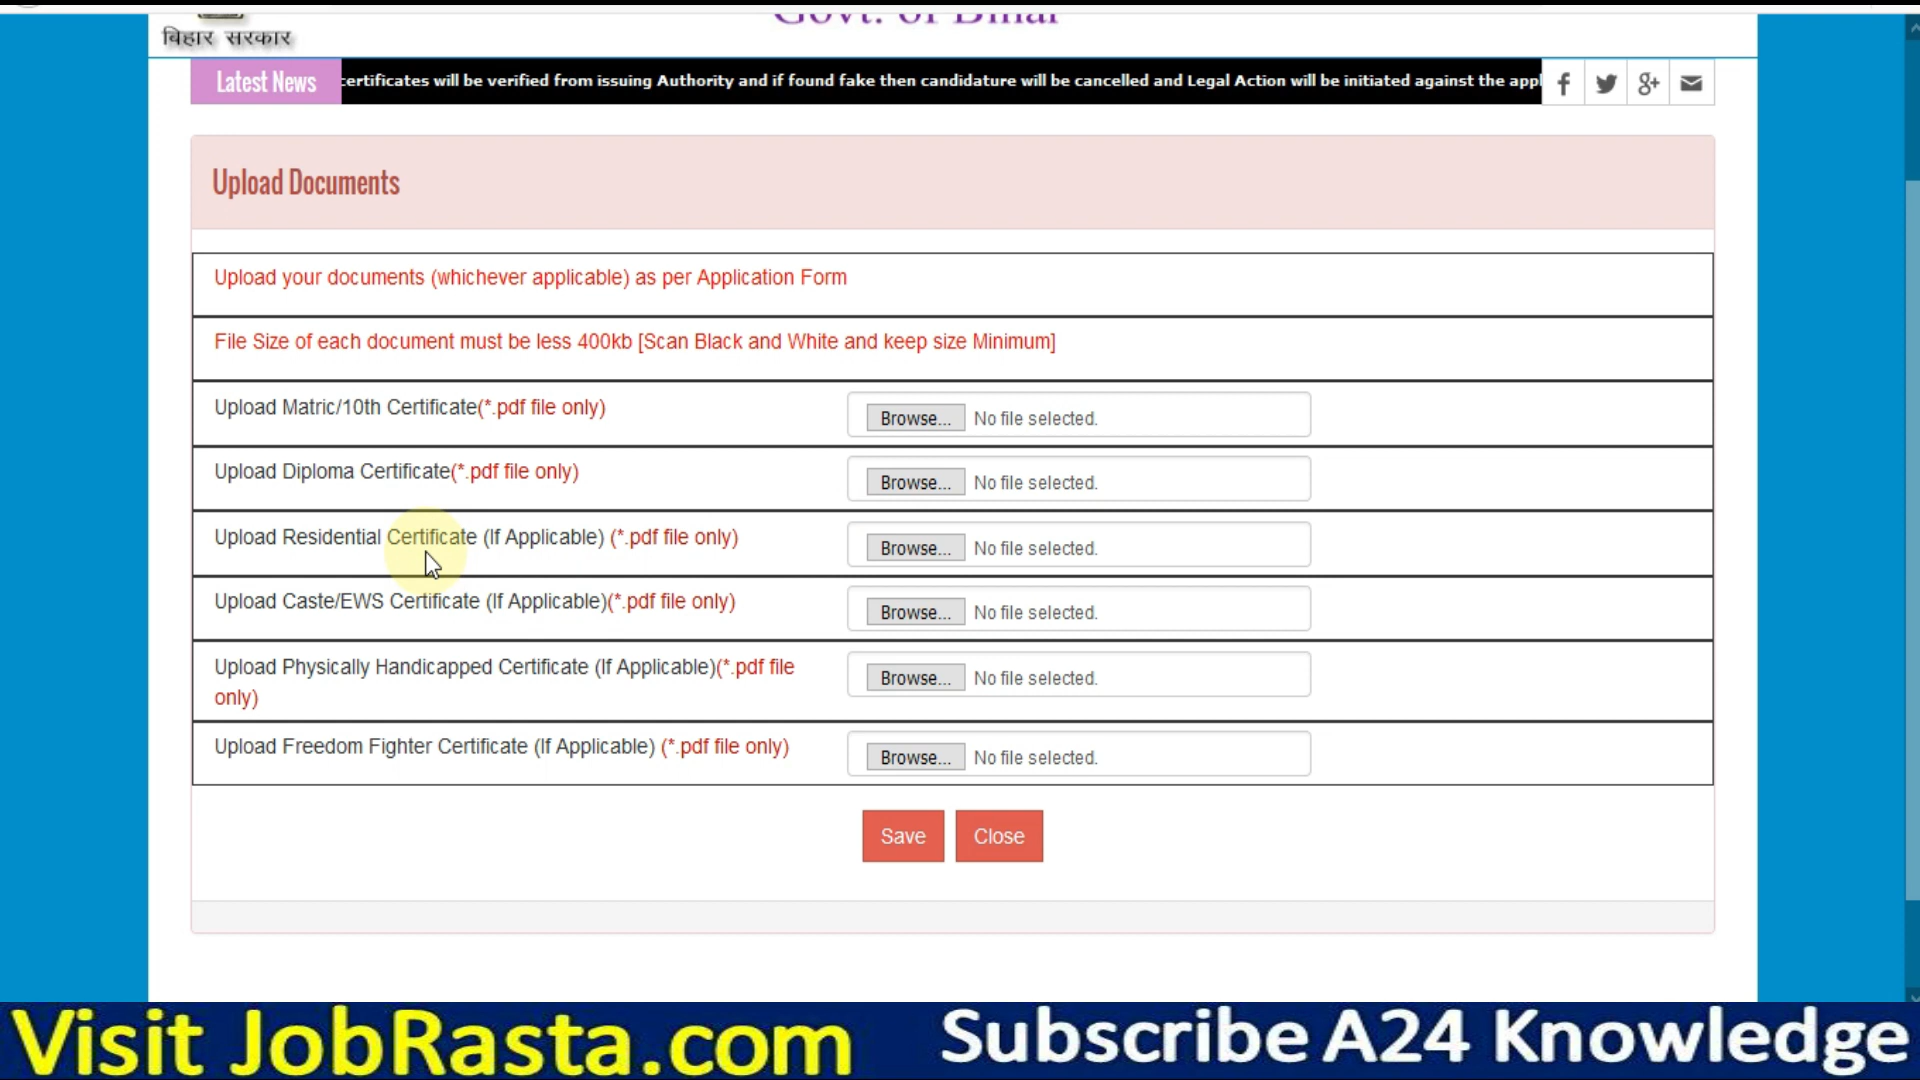 Govt. of Bihar
बिहार सरकार
Latest News
certificates will be verified from issuing Authority and if found fake then candidature will be cancelled and Legal Action will be initiated against the appl
Upload Documents
Upload your documents (whichever applicable) as per Application Form
File Size of each document must be less 400kb [Scan Black and White and keep size Minimum]
Upload Matric/10th Certificate(*.pdf file only)
Browse... No file selected.
Upload Diploma Certificate(*.pdf file only)
Browse... No file selected.
Upload Residential Certificate (If Applicable) (*.pdf file only)
Browse... No file selected.
Upload Caste/EWS Certificate (If Applicable)(*.pdf file only)
Browse... No file selected.
Upload Physically Handicapped Certificate (If Applicable)(*.pdf file
only)
Browse... No file selected.
Upload Freedom Fighter Certificate (If Applicable) (*.pdf file only)
Browse... No file selected.
Save Close
Visit JobRasta.com Subscribe A24 Knowledge